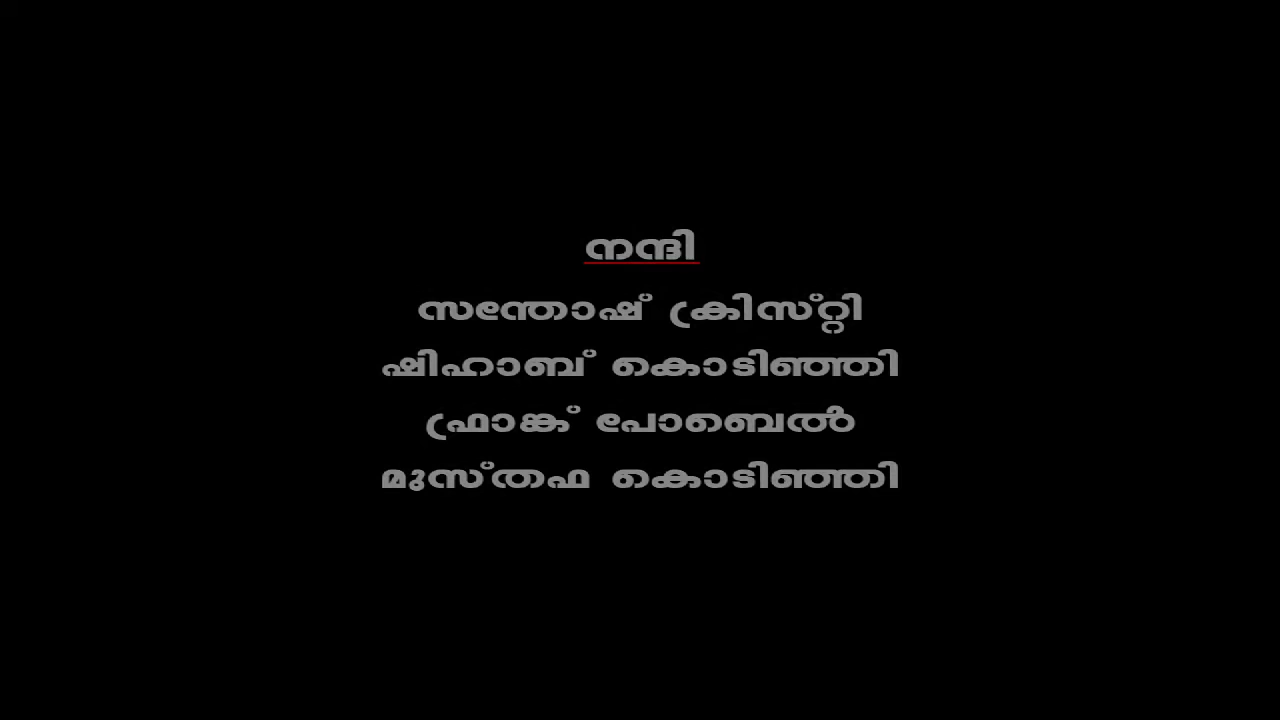 നന്ദി
സന്തോഷ് ക്രിസ്റ്റി
ഷിഹാബ് കൊടിഞ്ഞി
ഫ്രാങ്ക് പോബെൽ
മുസ്തഫ കൊടിഞ്ഞി